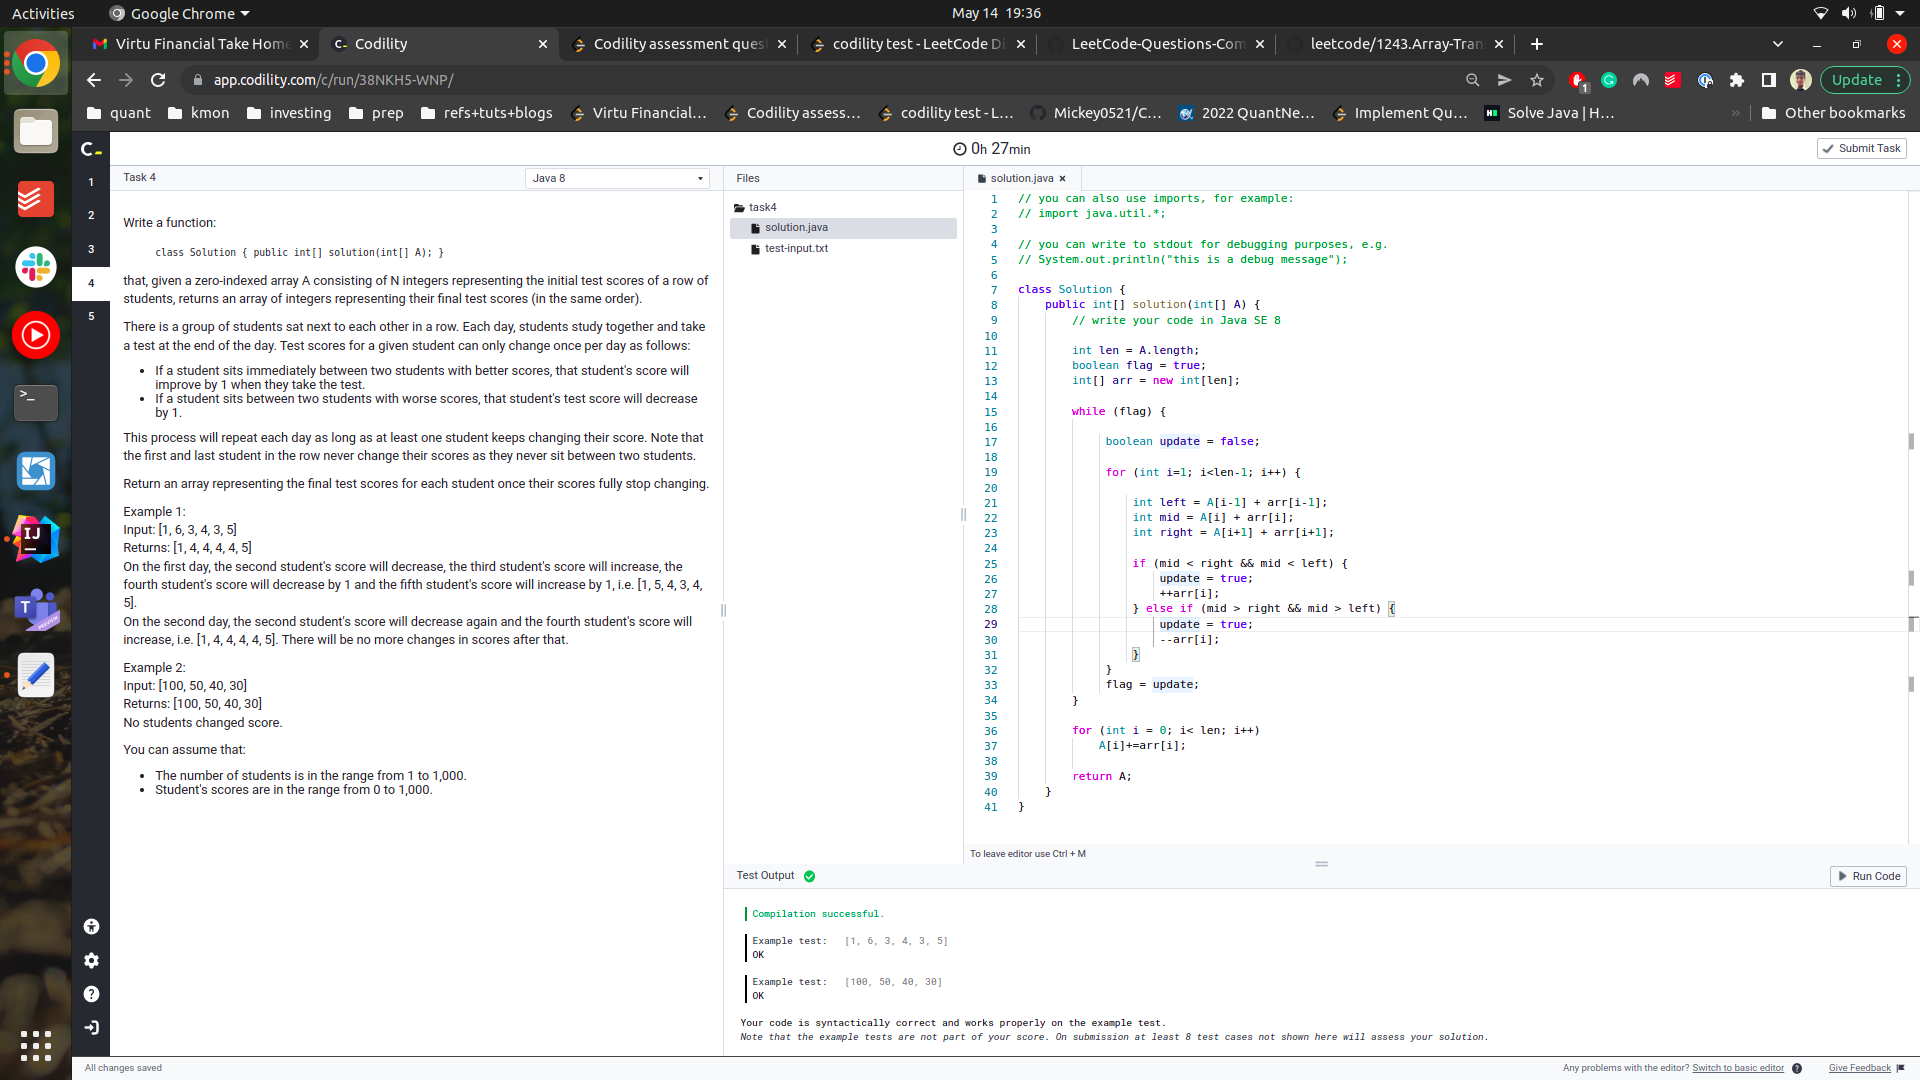 Activities
Google Chrome
May 14 19:36
Virtu Financial Take Home
Codility
Codility assessment ques
codility test - LeetCode Di
LeetCode-Questions-Com
leetcode/1243.Array-Tran
app.codility.com/c/run/38NKH5-WNP/
1
Update
quant
kmon
investing
prep
refs+tuts+blogs
Virtu Financial...
Codility assess...
codility test - L...
Mickey0521/C...
2022 QuantNe...
Implement Qu...
Solve Java | H...
»
Other bookmarks
C_
0h 27min
Submit Task
1
2
3
4
5
Task 4
Java 8
Write a function:
class Solution { public int[] solution(int[] A); }
that, given a zero-indexed array A consisting of N integers representing the initial test scores of a row of
students, returns an array of integers representing their final test scores (in the same order).
There is a group of students sat next to each other in a row. Each day, students study together and take
a test at the end of the day. Test scores for a given student can only change once per day as follows:
• If a student sits immediately between two students with better scores, that student's score will
improve by 1 when they take the test.
• If a student sits between two students with worse scores, that student's test score will decrease
by 1.
This process will repeat each day as long as at least one student keeps changing their score. Note that
the first and last student in the row never change their scores as they never sit between two students.
Return an array representing the final test scores for each student once their scores fully stop changing.
Example 1:
Input: [1, 6, 3, 4, 3, 5]
Returns: [1, 4, 4, 4, 4, 5]
On the first day, the second student's score will decrease, the third student's score will increase, the
fourth student's score will decrease by 1 and the fifth student's score will increase by 1, i.e. [1, 5, 4, 3, 4,
5].
On the second day, the second student's score will decrease again and the fourth student's score will
increase, i.e. [1, 4, 4, 4, 4, 5]. There will be no more changes in scores after that.
Example 2:
Input: [100, 50, 40, 30]
Returns: [100, 50, 40, 30]
No students changed score.
You can assume that:
• The number of students is in the range from 1 to 1,000.
• Student's scores are in the range from 0 to 1,000.
Files
task4
solution.java
test-input.txt
solution.java ×
1 // you can also use imports, for example:
2 // import java.util.*;
3
4 // you can write to stdout for debugging purposes, e.g.
5 // System.out.println("this is a debug message");
6
7 class Solution {
8 public int[] solution(int[] A) {
9 // write your code in Java SE 8
10
11 int len = A.length;
12 boolean flag = true;
13 int[] arr = new int[len];
14
15 while (flag) {
16
17 boolean update = false;
18
19 for (int i=1; i<len-1; i++) {
20
21 int left = A[i-1] + arr[i-1];
22 int mid = A[i] + arr[i];
23 int right = A[i+1] + arr[i+1];
24
25 if (mid < right && mid < left) {
26 update = true;
27 ++arr[i];
28 } else if (mid > right && mid > left) {
29 update = true;
30 --arr[i];
31 }
32 }
33 flag = update;
34 }
35
36 for (int i = 0; i< len; i++)
37 A[i]+=arr[i];
38
39 return A;
40 }
41 }
To leave editor use Ctrl + M
Test Output
Run Code
Compilation successful.
Example test: [1, 6, 3, 4, 3, 5]
OK
Example test: [100, 50, 40, 30]
OK
Your code is syntactically correct and works properly on the example test.
Note that the example tests are not part of your score. On submission at least 8 test cases not shown here will assess your solution.
All changes saved
Any problems with the editor? Switch to basic editor
Give Feedback